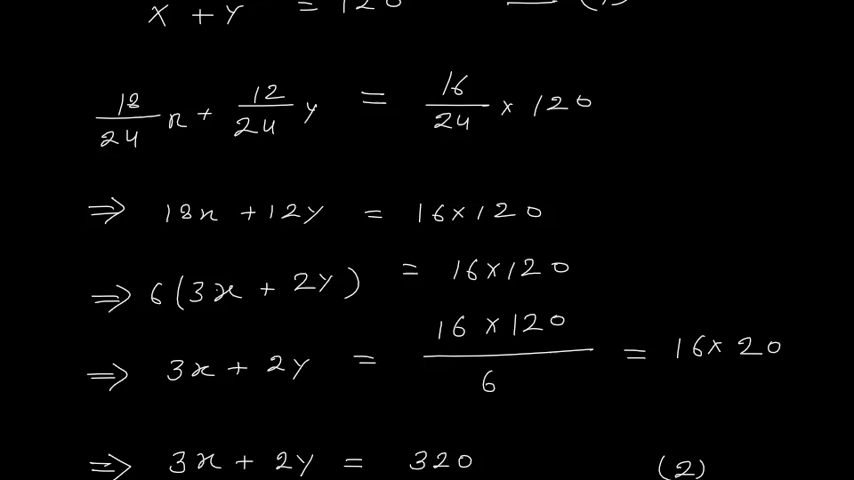 x + y = 120 — (1)
18/24 x + 12/24 y = 16/24 × 120
⇒ 18x + 12y = 16×120
⇒ 6(3x + 2y) = 16×120
⇒ 3x + 2y = 16×120/6 = 16×20
⇒ 3x + 2y = 320 (2)